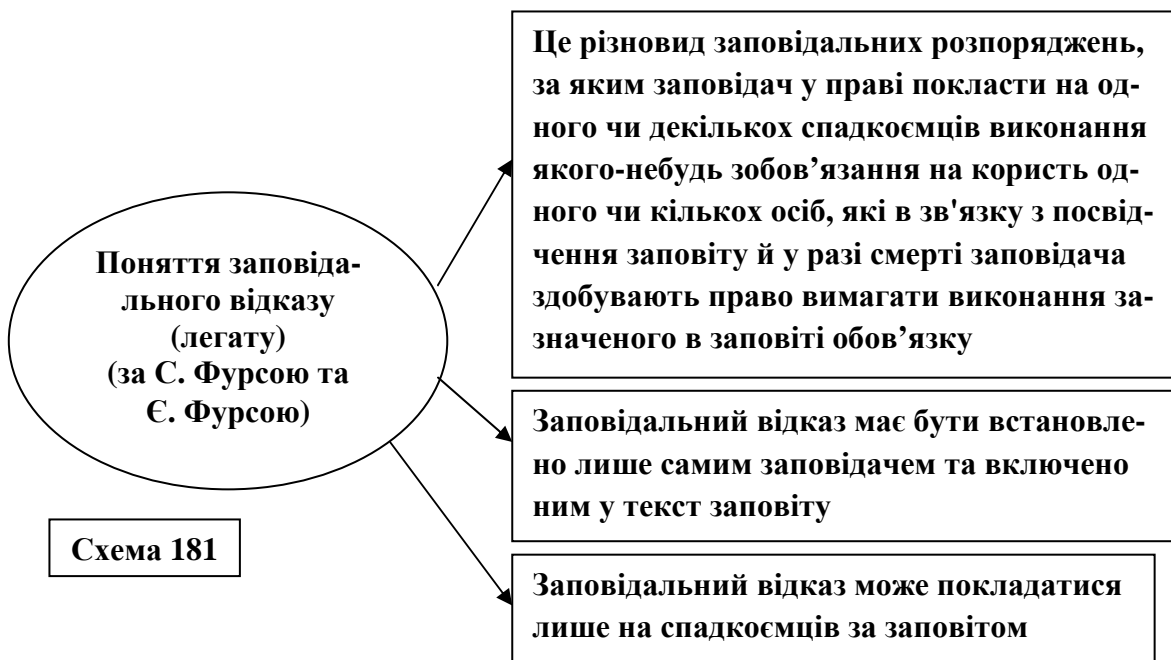 Поняття заповіда-
льного відказу
(легату)
(за С. Фурсою та
Є. Фурсою)
Схема 181
Це різновид заповідальних розпоряджень,
за яким заповідач у праві покласти на од-
ного чи декількох спадкоємців виконання
якого-небудь зобов’язання на користь од-
ного чи кількох осіб, які в зв'язку з посвід-
чення заповіту й у разі смерті заповідача
здобувають право вимагати виконання за-
значеного в заповіті обов’язку
Заповідальний відказ має бути встановле-
но лише самим заповідачем та включено
ним у текст заповіту
Заповідальний відказ може покладатися
лише на спадкоємців за заповітом